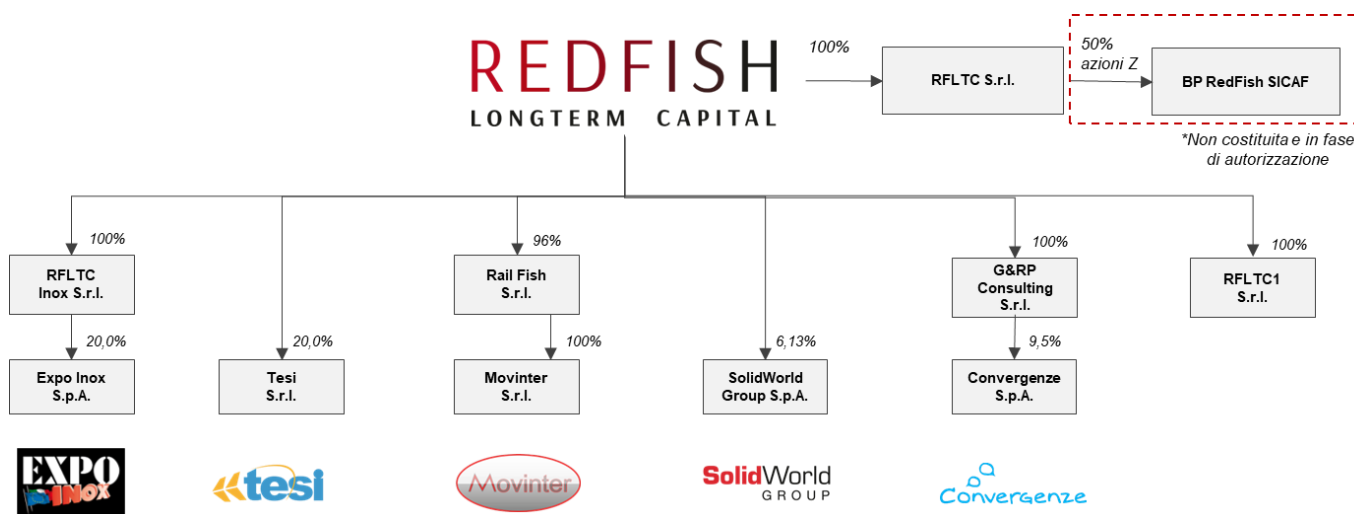 REDFISH
LONGTERM CAPITAL
100%
RFLTC S.r.l.
50%
azioni Z
BP RedFish SICAF
*Non costituita e in fase
di autorizzazione
100%
RFLTC
Inox S.r.l.
96%
Rail Fish
S.r.l.
100%
G&RP
Consulting
S.r.l.
100%
RFLTC1
S.r.l.
20,0%
Expo Inox
S.p.A.
20,0%
Tesi
S.r.l.
100%
Movinter
S.r.l.
6,13%
SolidWorld
Group S.p.A.
9,5%
Convergenze
S.p.A.
EXPO
INOX
tesi
Movinter
SolidWorld
GROUP
Convergenze